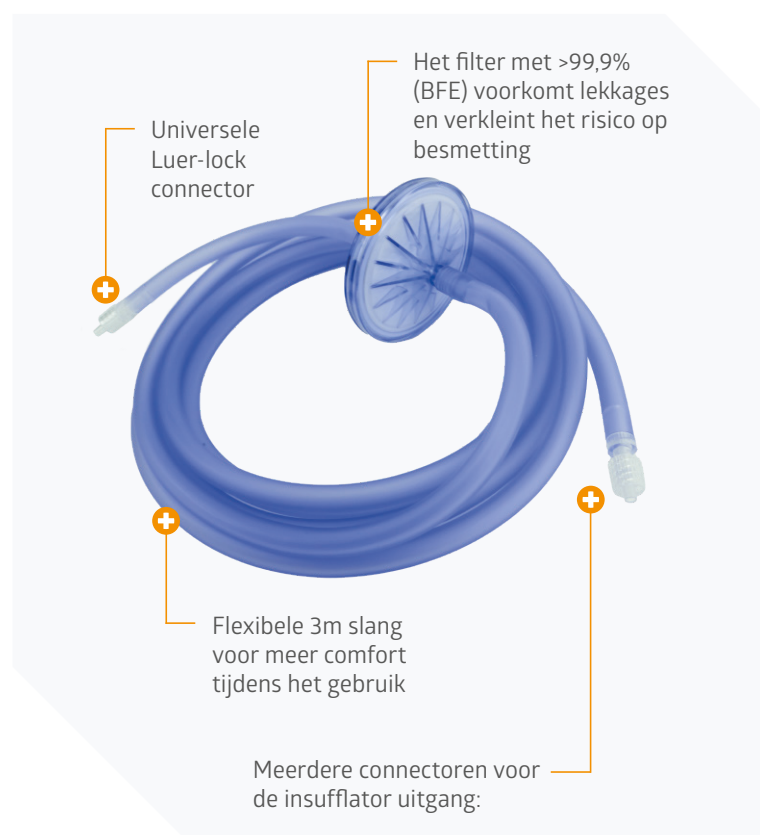 Het filter met >99,9%
(BFE) voorkomt lekkages
en verkleint het risico op
besmetting
Universele
Luer-lock
connector
Flexibele 3m slang
voor meer comfort
tijdens het gebruik
Meerdere connectoren voor
de insufflator uitgang: